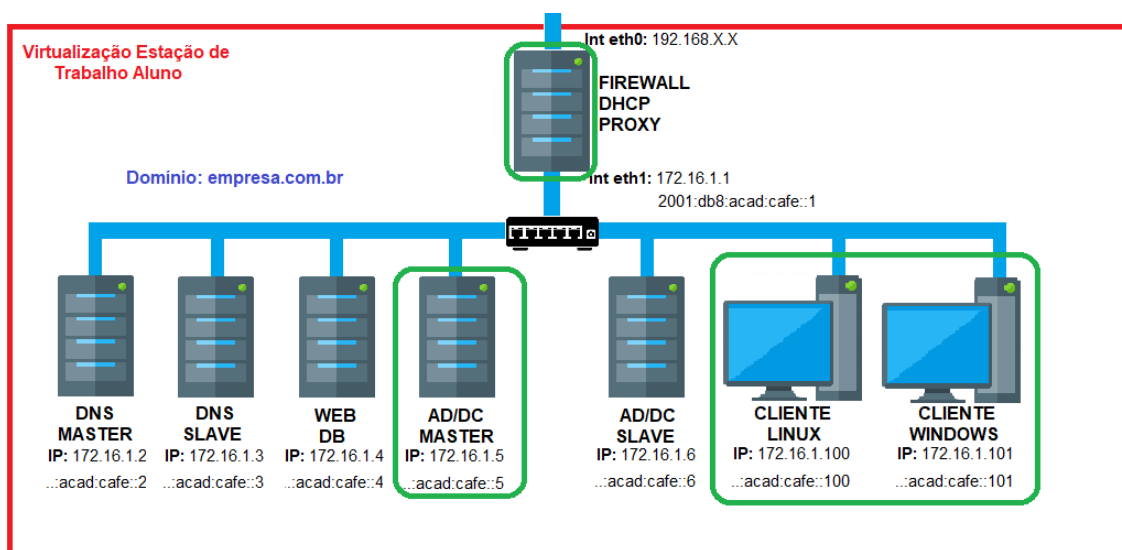 Virtualização Estação de
Trabalho Aluno
Int eth0: 192.168.X.X
FIREWALL
DHCP
PROXY
Domínio: empresa.com.br
Int eth1: 172.16.1.1
2001:db8:acad:cafe::1
DNS
MASTER
IP: 172.16.1.2
..:acad:cafe::2
DNS
SLAVE
IP: 172.16.1.3
..:acad:cafe::3
WEB
DB
IP: 172.16.1.4
..:acad:cafe::4
AD/DC
MASTER
IP: 172.16.1.5
..:acad:cafe::5
AD/DC
SLAVE
IP: 172.16.1.6
..:acad:cafe::6
CLIENTE
LINUX
IP: 172.16.1.100
..:acad:cafe::100
CLIENTE
WINDOWS
IP: 172.16.1.101
..:acad:cafe::101